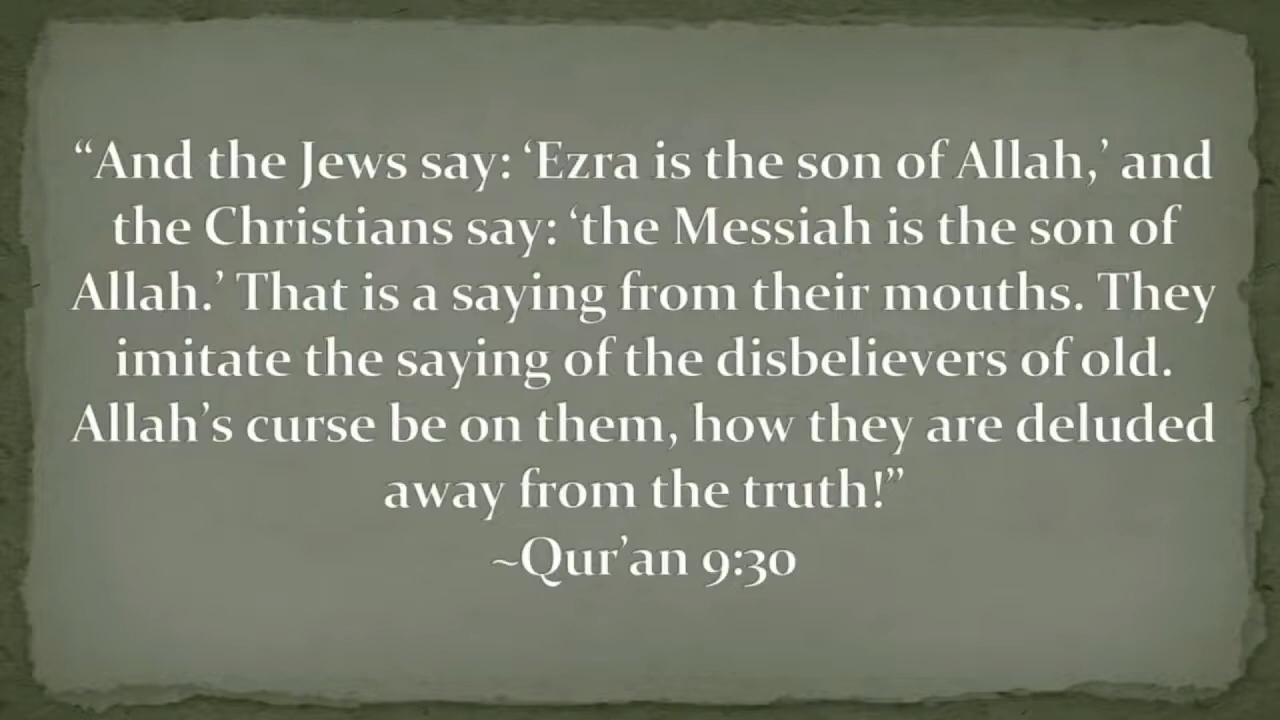 “And the Jews say: ‘Ezra is the son of Allah,’ and
the Christians say: ‘the Messiah is the son of
Allah.’ That is a saying from their mouths. They
imitate the saying of the disbelievers of old.
Allah’s curse be on them, how they are deluded
away from the truth!”
~Qur’an 9:30